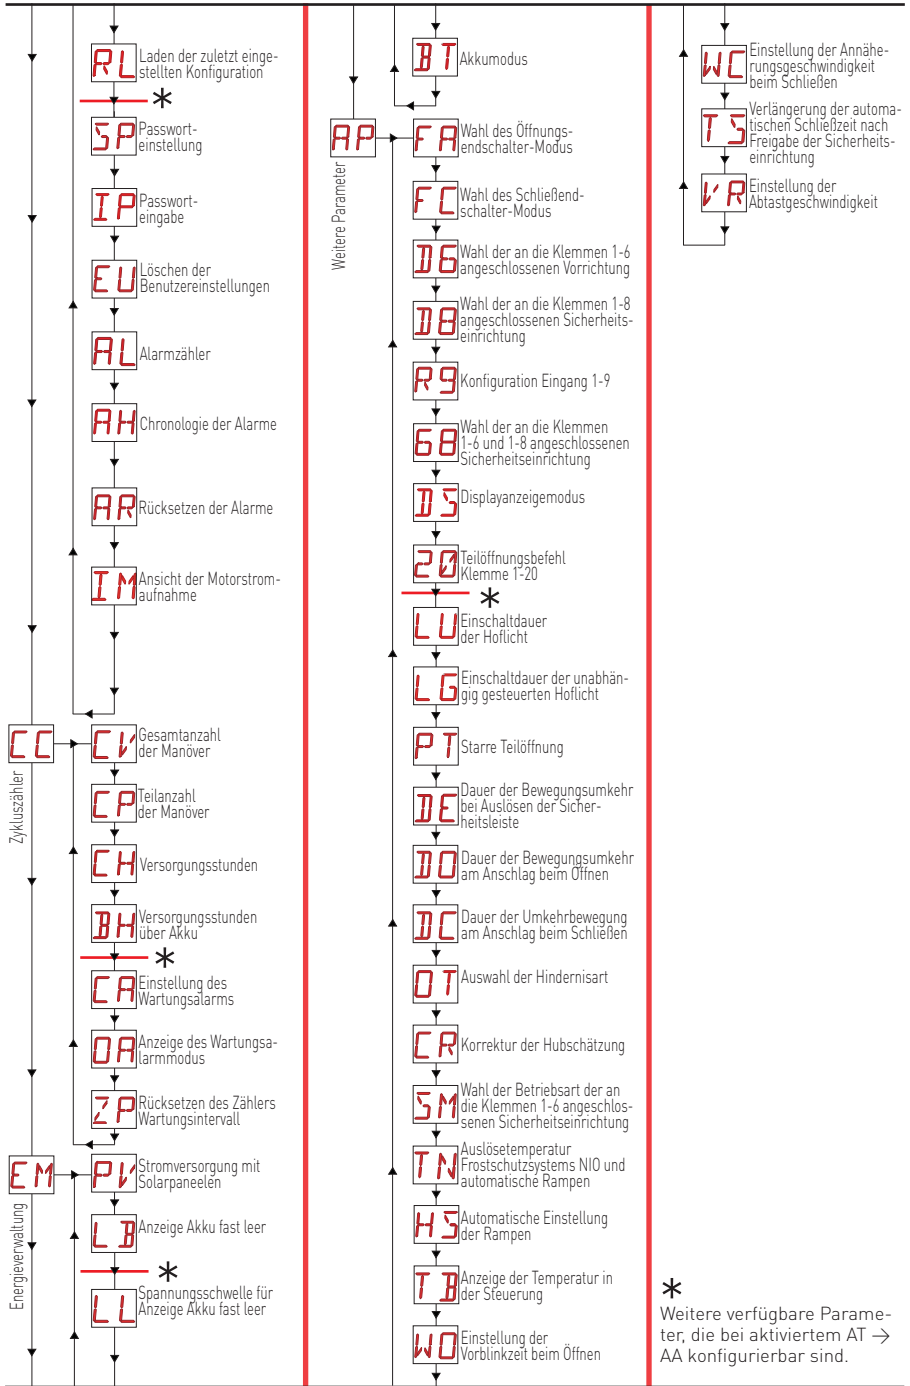 RL
Laden der zuletzt einge-
stellten Konfiguration
*
SP
Passwort-
einstellung
IP
Passwort-
eingabe
EU
Löschen der
Benutzereinstellungen
AL
Alarmzähler
AH
Chronologie der Alarme
AR
Rücksetzen der Alarme
IM
Ansicht der Motorstrom-
aufnahme
CC
Zykluszähler
CV
Gesamtanzahl
der Manöver
CP
Teilanzahl
der Manöver
CH
Versorgungsstunden
BH
Versorgungsstunden
über Akku
*
CA
Einstellung des
Wartungsalarms
OA
Anzeige des Wartungsa-
larmmodus
ZP
Rücksetzen des Zählers
Wartungsintervall
EM
Energieverwaltung
PV
Stromversorgung mit
Solarpaneelen
LB
Anzeige Akku fast leer
*
LL
Spannungsschwelle für
Anzeige Akku fast leer
BT
Akkumodus
AP
Weitere Parameter
FA
Wahl des Öffnungs-
endschalter-Modus
FC
Wahl des Schließend-
schalter-Modus
D6
Wahl der an die Klemmen 1-6
angeschlossenen Vorrichtung
D8
Wahl der an die Klemmen 1-8
angeschlossenen Sicherheits-
einrichtung
R9
Konfiguration Eingang 1-9
68
Wahl der an die Klemmen
1-6 und 1-8 angeschlossenen
Sicherheitseinrichtung
DS
Displayanzeigemodus
20
Teilöffnungsbefehl
Klemme 1-20
*
LU
Einschaltdauer
der Hoflicht
LG
Einschaltdauer der unabhän-
gig gesteuerten Hoflicht
PT
Starre Teilöffnung
DE
Dauer der Bewegungsumkehr
bei Auslösen der Sicher-
heitsleiste
DO
Dauer der Bewegungsumkehr
am Anschlag beim Öffnen
DC
Dauer der Umkehrbewegung
am Anschlag beim Schließen
OT
Auswahl der Hindernisart
CR
Korrektur der Hubschätzung
SM
Wahl der Betriebsart der an
die Klemmen 1-6 angeschlos-
senen Sicherheitseinrichtung
TN
Auslösetemperatur
Frostschutzsystems NIO und
automatische Rampen
HS
Automatische Einstellung
der Rampen
TB
Anzeige der Temperatur in
der Steuerung
WO
Einstellung der
Vorblinkzeit beim Öffnen
WC
Einstellung der Annähe-
rungsgeschwindigkeit
beim Schließen
TS
Verlängerung der automa-
tischen Schließzeit nach
Freigabe der Sicherheits-
einrichtung
VR
Einstellung der
Abtastgeschwindigkeit
*
Weitere verfügbare Parame-
ter, die bei aktiviertem AT →
AA konfigurierbar sind.